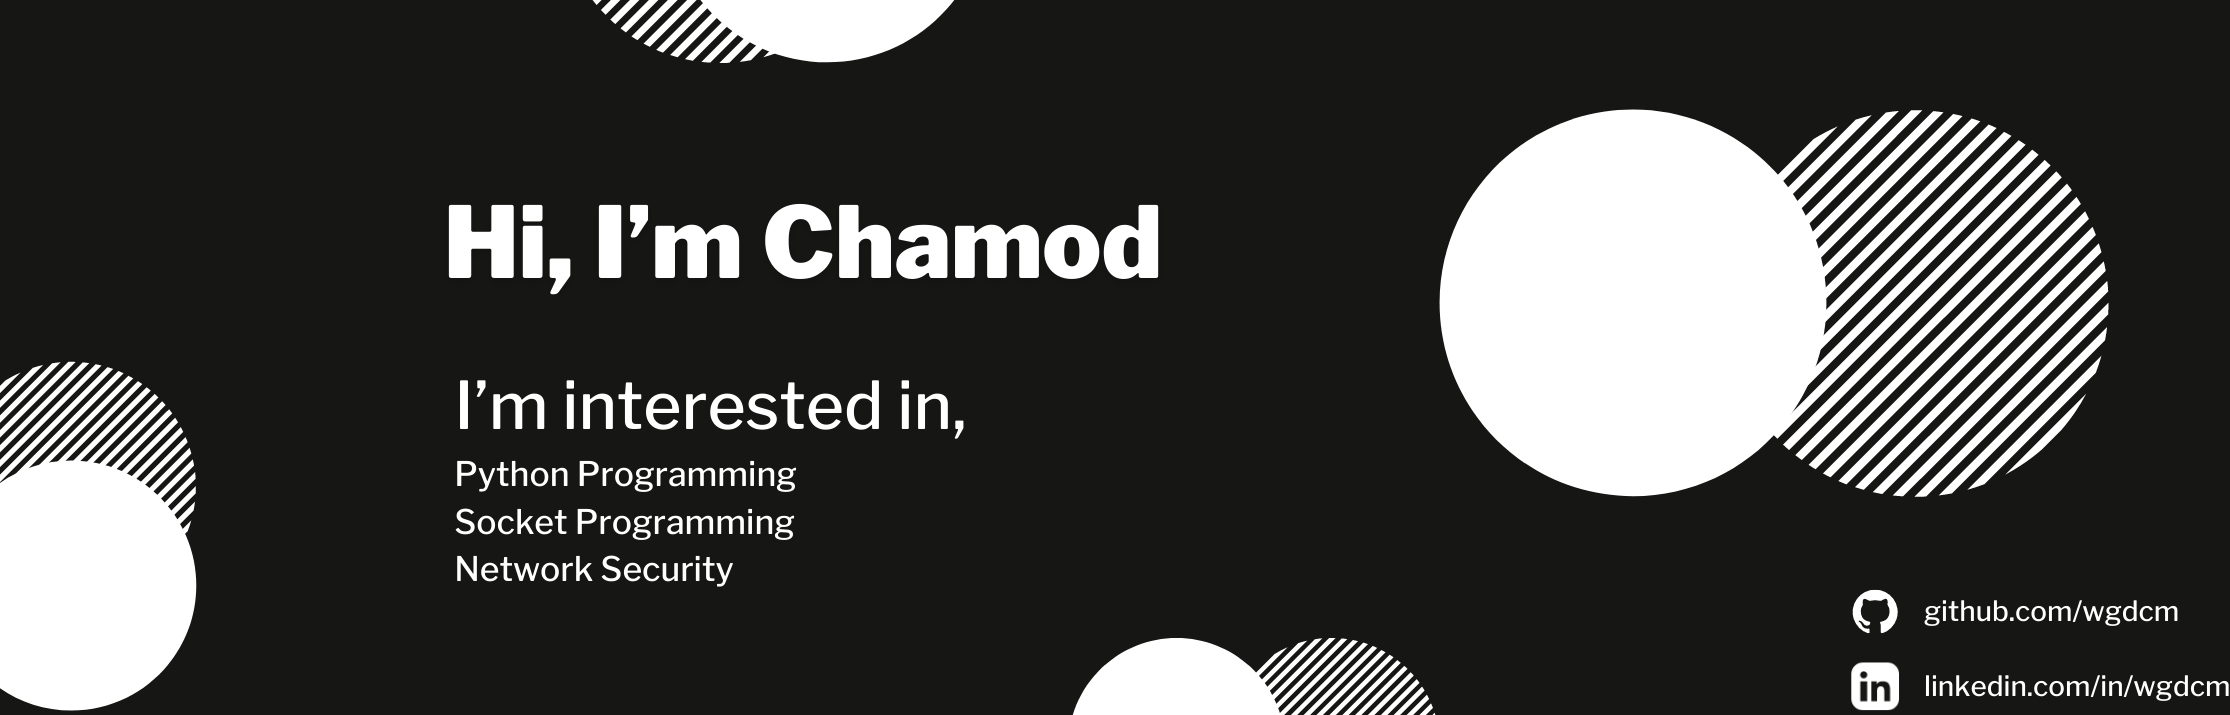 Hi, I’m Chamod
I’m interested in,
Python Programming
Socket Programming
Network Security
github.com/wgdcm
linkedin.com/in/wgdcm